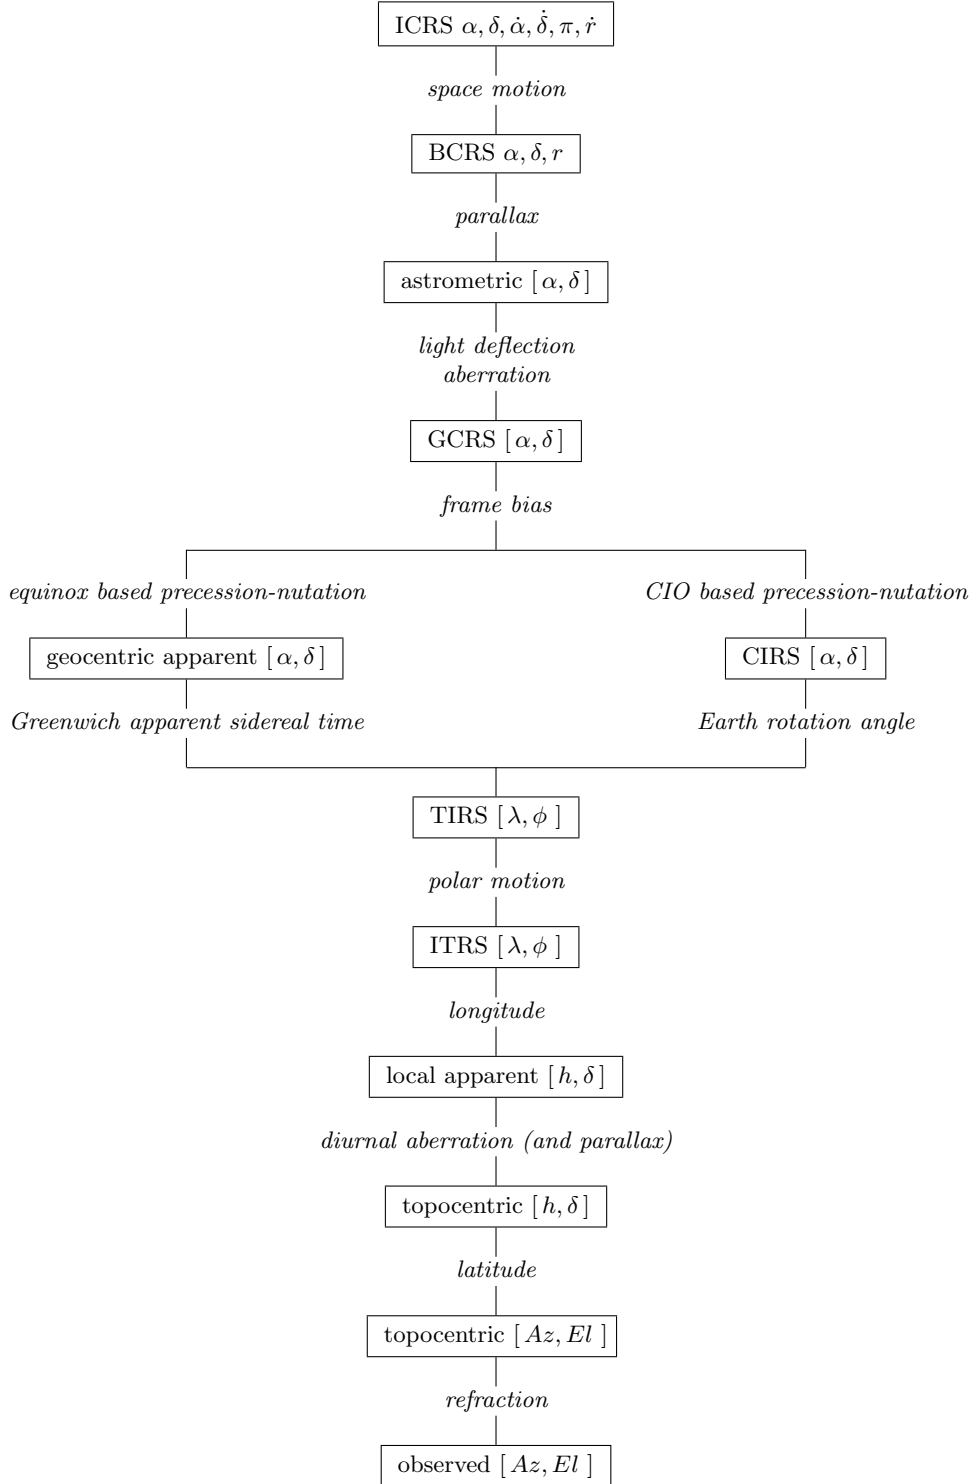 ICRS α, δ, α̇, δ̇, π, ṙ
space motion
BCRS α, δ, r
parallax
astrometric [ α, δ ]
light deflection
aberration
GCRS [ α, δ ]
frame bias
equinox based precession-nutation
CIO based precession-nutation
geocentric apparent [ α, δ ]
CIRS [ α, δ ]
Greenwich apparent sidereal time
Earth rotation angle
TIRS [ λ, ϕ ]
polar motion
ITRS [ λ, ϕ ]
longitude
local apparent [ h, δ ]
diurnal aberration (and parallax)
topocentric [ h, δ ]
latitude
topocentric [ Az, El ]
refraction
observed [ Az, El ]